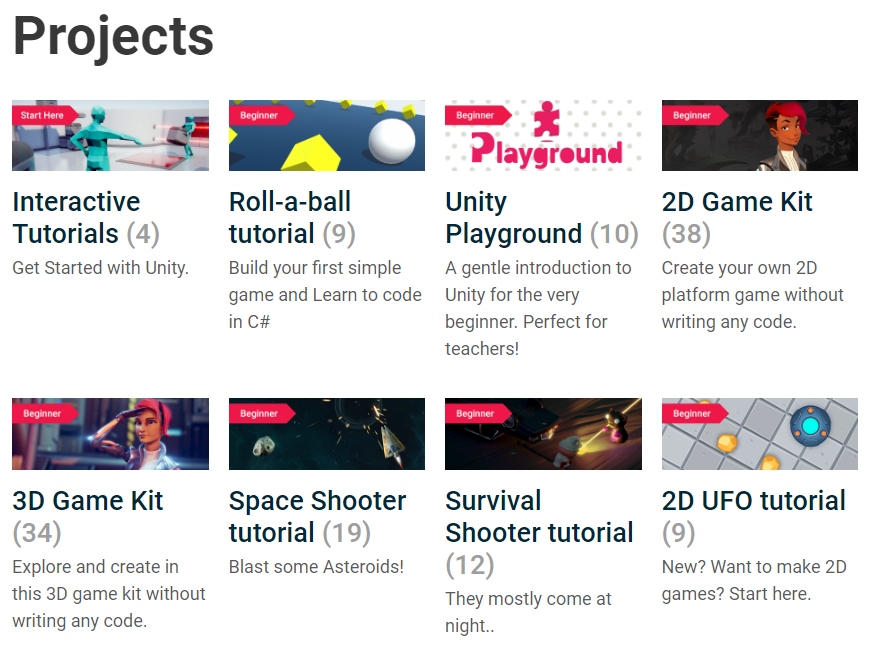 Projects
Start Here
Beginner
Beginner
Playground
Beginner
Interactive
Tutorials (4)
Get Started with Unity.
Roll-a-ball
tutorial (9)
Build your first simple
game and Learn to code
in C#
Unity
Playground (10)
A gentle introduction to
Unity for the very
beginner. Perfect for
teachers!
2D Game Kit
(38)
Create your own 2D
platform game without
writing any code.
Beginner
Beginner
Beginner
Beginner
3D Game Kit
(34)
Explore and create in
this 3D game kit without
writing any code.
Space Shooter
tutorial (19)
Blast some Asteroids!
Survival
Shooter tutorial
(12)
They mostly come at
night..
2D UFO tutorial
(9)
New? Want to make 2D
games? Start here.